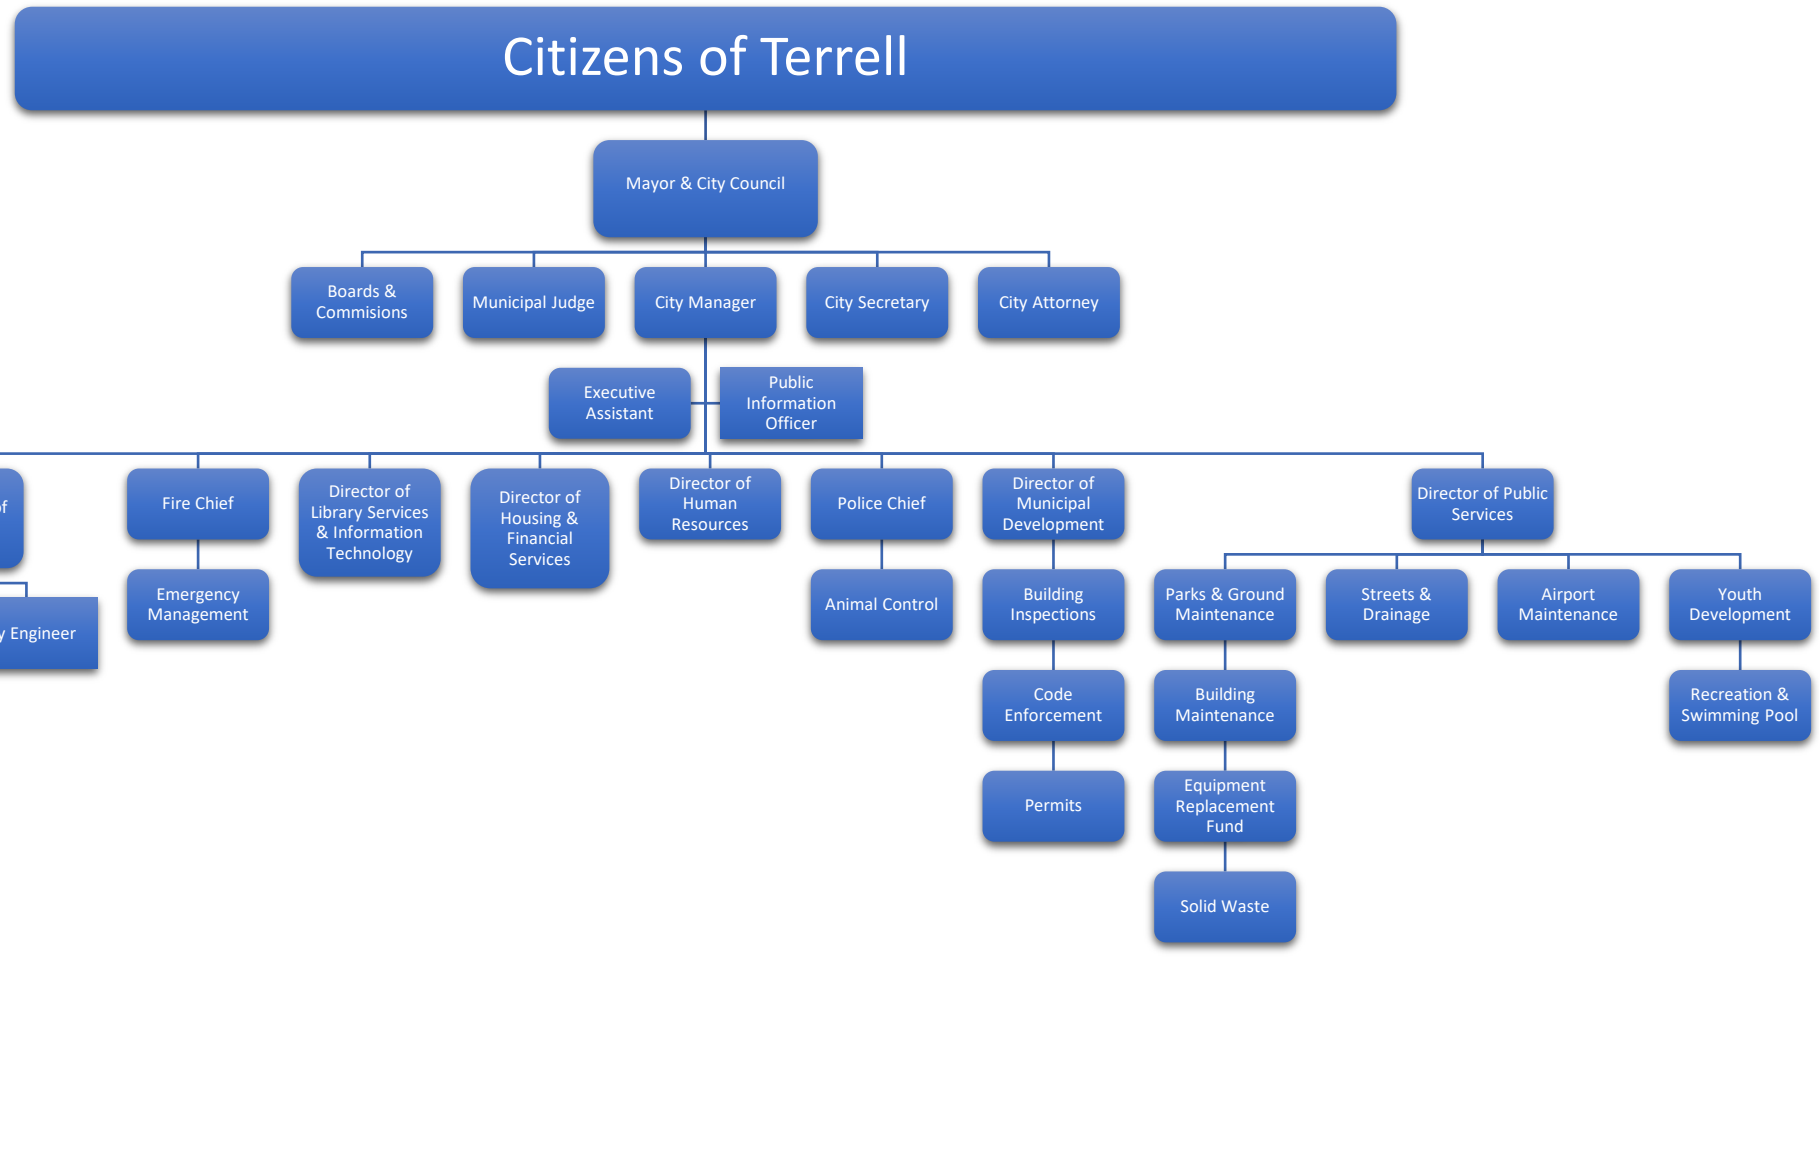 Citizens of Terrell
Mayor & City Council
Boards &
Commisions
Municipal Judge
City Manager
City Secretary
City Attorney
Executive
Assistant
Public
Information
Officer
Fire Chief
Director of
Library Services
& Information
Technology
Director of
Housing &
Financial
Services
Director of
Human
Resources
Police Chief
Director of
Municipal
Development
Director of Public
Services
Engineer
Emergency
Management
Animal Control
Building
Inspections
Parks & Ground
Maintenance
Streets &
Drainage
Airport
Maintenance
Youth
Development
Code
Enforcement
Building
Maintenance
Recreation &
Swimming Pool
Permits
Equipment
Replacement
Fund
Solid Waste